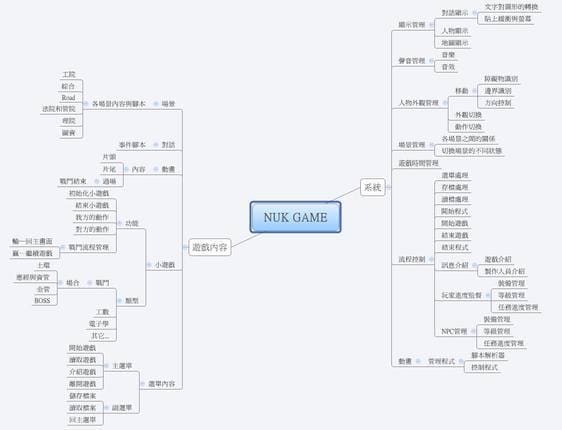 NUK GAME
系統
顯示管理
對話顯示
文字對圖形的轉換
貼上緩衝與螢幕
人物顯示
地圖顯示
聲音管理
音樂
音效
人物外觀管理
移動
障礙物識別
邊界識別
方向控制
外觀切換
動作切換
場景管理
各場景之間的關係
切換場景的不同狀態
遊戲時間管理
流程控制
選單處理
存檔處理
讀檔處理
開始程式
開始遊戲
結束遊戲
結束程式
訊息介紹
遊戲介紹
製作人員介紹
玩家進度監督
裝備管理
等級管理
任務進度管理
NPC管理
裝備管理
等級管理
任務進度管理
動畫
管理程式
腳本解析器
控制程式
遊戲內容
場景
各場景內容與腳本
工院
綜合
Road
法院和管院
理院
圖資
對話
事件腳本
動畫
內容
片頭
片尾
過場
戰鬥結束
小遊戲
功能
初始化小遊戲
結束小遊戲
我方的動作
對方的動作
戰鬥流程管理
輸—回主畫面
贏—繼續遊戲
類型
戰鬥
場合
土壤
應經與資管
金管
BOSS
工數
電子學
其它...
選單內容
主選單
開始遊戲
讀取遊戲
介紹遊戲
離開遊戲
副選單
儲存檔案
讀取檔案
回主選單